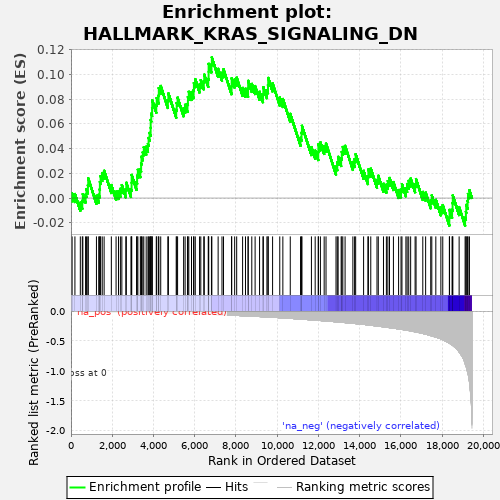 Enrichment plot:
HALLMARK_KRAS_SIGNALING_DN
Enrichment score (ES)
0.12
0.10
0.08
0.06
0.04
0.02
0.00
-0.02
'na_pos' (positively correlated)
Ranked list metric (PreRanked)
0.0
-0.5
-1.0
-1.5
-2.0
oss at 0
'na_neg' (negatively correlated)
0
2,000
4,000
6,000
8,000
10,000
12,000
14,000
16,000
18,000
20,000
Rank in Ordered Dataset
Enrichment profile
Hits
Ranking metric scores